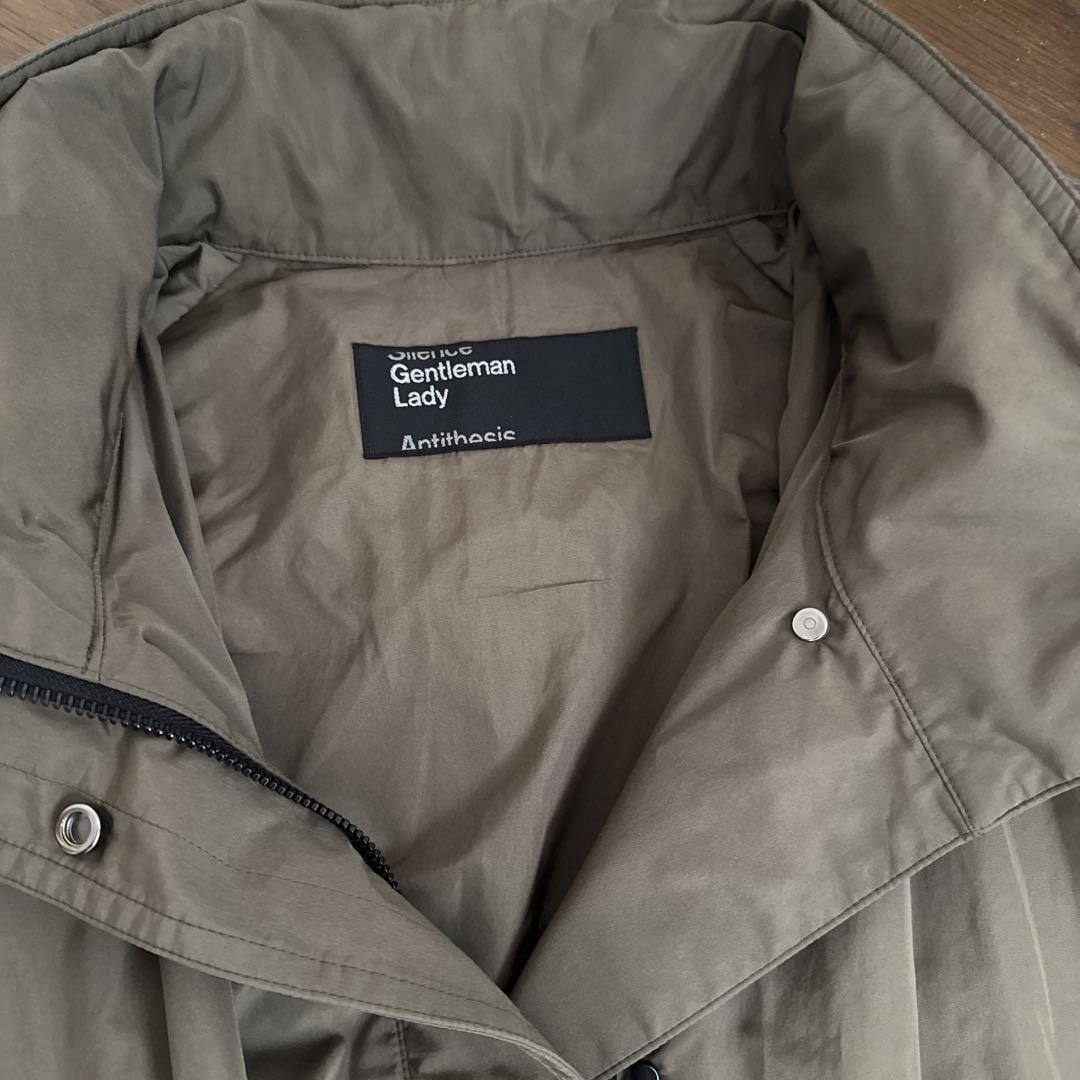 Silence
Gentleman
Lady
Antithesis